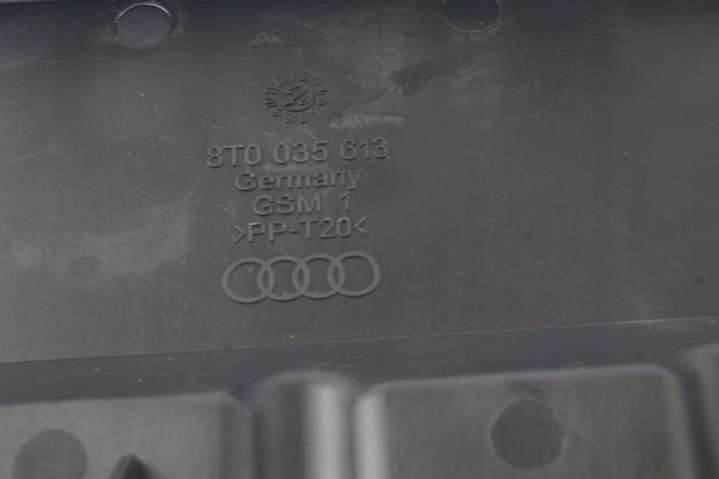 8T0 035 613
Germany
GSM 1
>PP-T20<